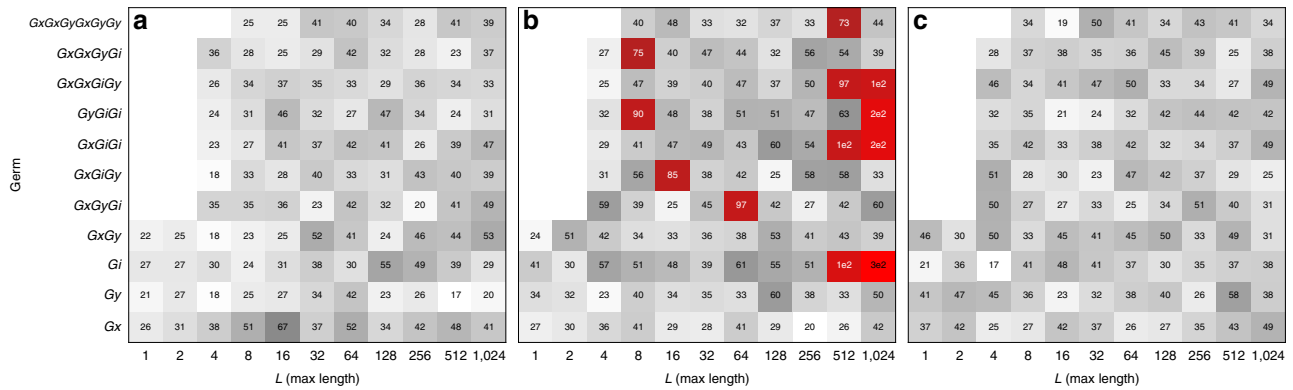 a b c
GxGxGyGxGyGy 25 25 41 40 34 28 41 39 40 48 33 32 37 33 73 44 34 19 50 41 34 43 41 34
GxGxGyGi 36 28 25 29 42 32 28 23 37 27 75 40 47 44 32 56 54 39 28 37 38 35 36 45 39 25 38
GxGxGiGy 26 34 37 35 33 29 36 34 33 25 47 39 40 47 37 50 97 1e2 46 34 41 47 50 33 34 27 49
GyGiGi 24 31 46 32 27 47 34 24 31 32 90 48 38 51 51 47 63 2e2 32 35 21 24 32 42 44 42 42
GxGiGi 23 27 41 37 42 41 26 39 47 29 41 47 49 43 60 54 1e2 2e2 35 42 33 38 42 32 34 37 49
GxGiGy 18 33 28 40 33 31 43 40 39 31 56 85 38 42 25 58 58 33 51 28 30 23 47 42 37 29 25
GxGyGi 35 35 36 23 42 32 20 41 49 59 39 25 45 97 42 27 42 60 50 27 27 33 25 34 51 40 31
GxGy 22 25 18 23 25 52 41 24 46 44 53 24 51 42 34 33 36 38 53 41 43 39 46 30 50 33 45 41 45 50 33 49 31
Gi 27 27 30 24 31 38 30 55 49 39 29 41 30 57 51 48 39 61 55 51 1e2 3e2 21 36 17 41 48 41 37 30 35 37 38
Gy 21 27 18 25 27 34 42 23 26 17 20 34 32 23 40 34 35 33 60 38 33 50 41 47 45 36 23 32 38 40 26 58 38
Gx 26 31 38 51 67 37 52 34 42 48 41 27 30 36 41 29 28 41 29 20 26 42 37 42 25 27 42 37 26 27 35 43 49
Germ
1 2 4 8 16 32 64 128 256 512 1,024 1 2 4 8 16 32 64 128 256 512 1,024 1 2 4 8 16 32 64 128 256 512 1,024
L (max length) L (max length) L (max length)